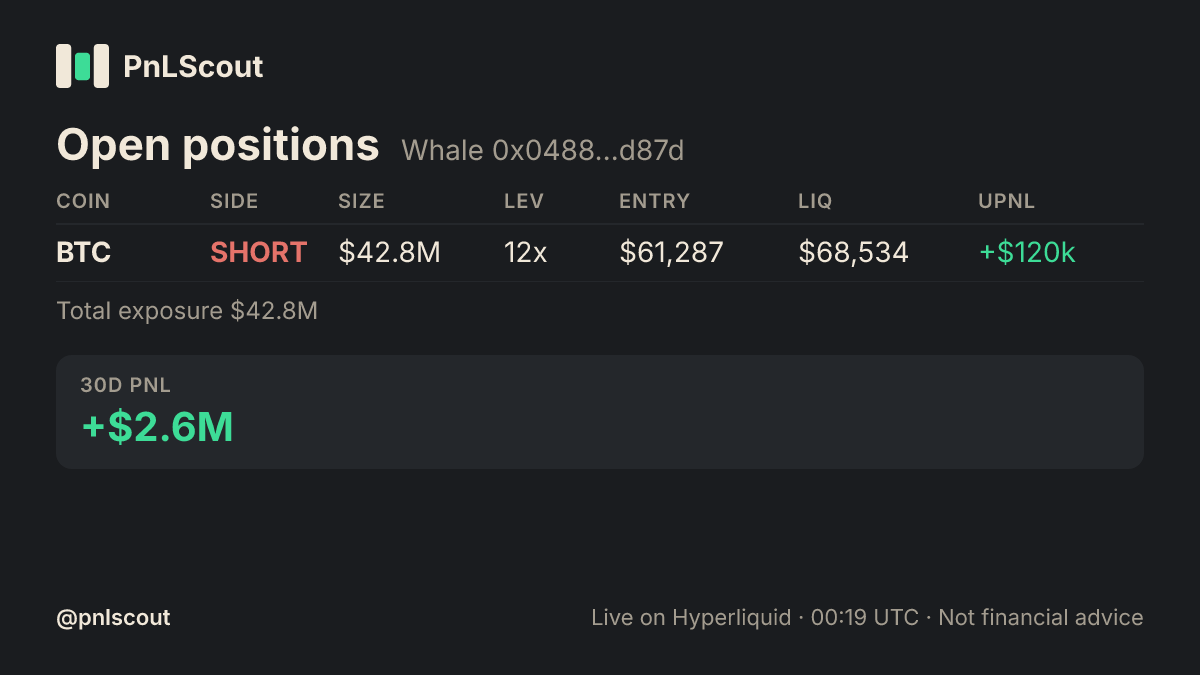 PnLScout
Open positions Whale 0x0488...d87d
COIN SIDE SIZE LEV ENTRY LIQ UPNL
BTC SHORT $42.8M 12x $61,287 $68,534 +$120k
Total exposure $42.8M
30D PNL
+$2.6M
@pnlscout Live on Hyperliquid · 00:19 UTC · Not financial advice